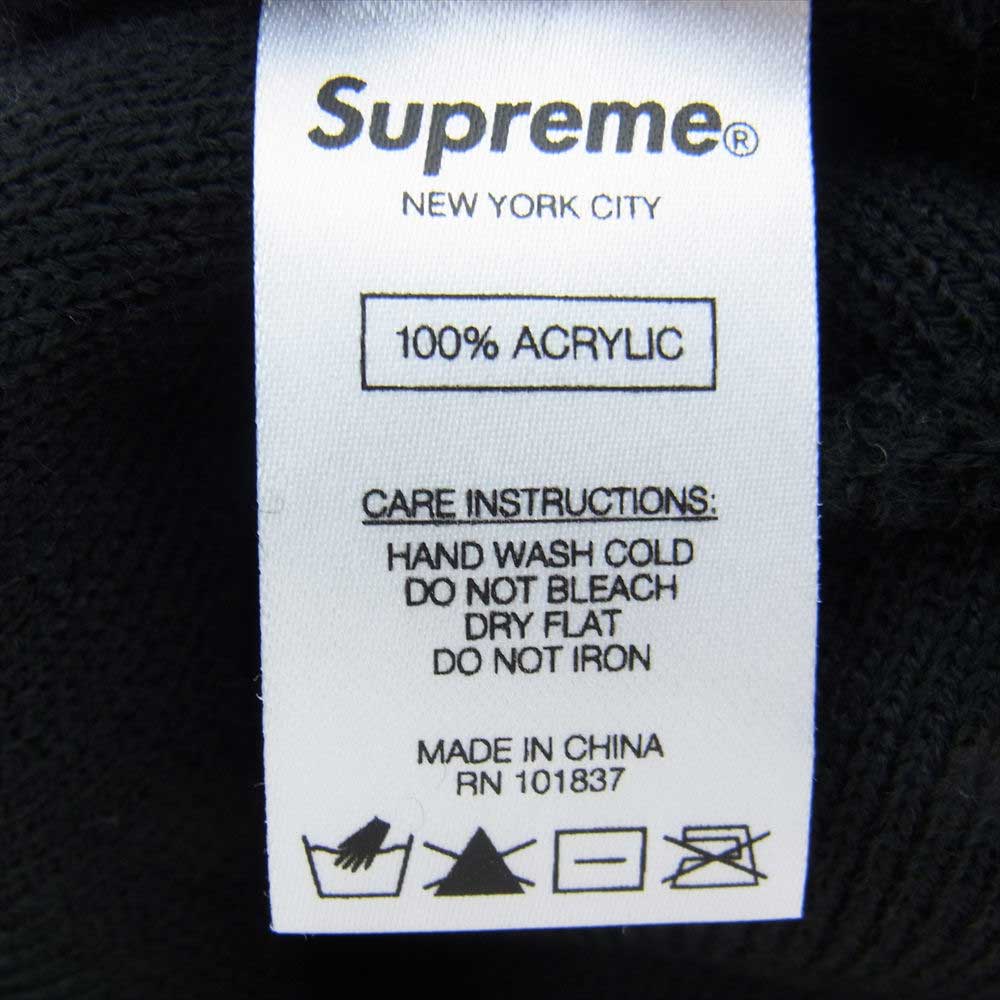 Supreme®
NEW YORK CITY
100% ACRYLIC
CARE INSTRUCTIONS:
HAND WASH COLD
DO NOT BLEACH
DRY FLAT
DO NOT IRON
MADE IN CHINA
RN 101837